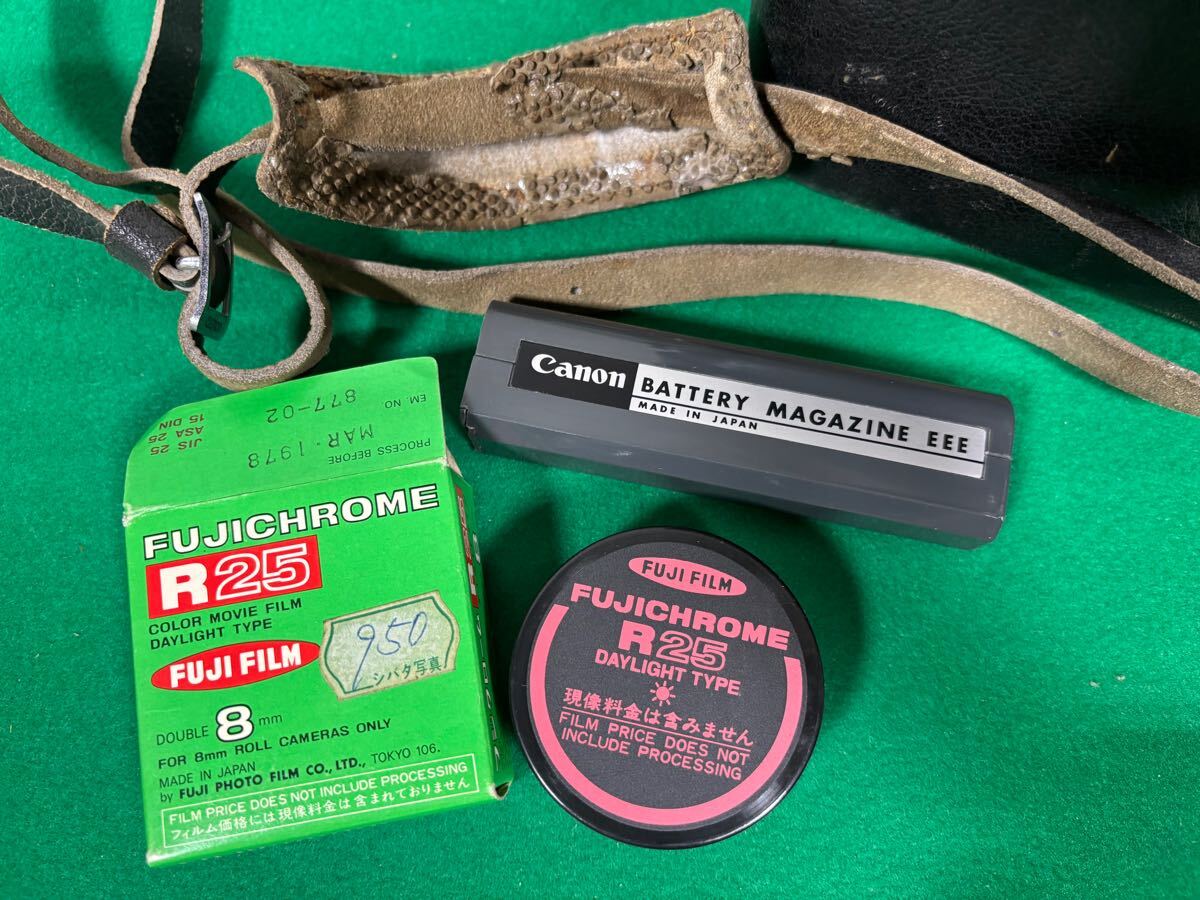 EM. NO.
877-02
PROCESS BEFORE
MAR. 1978
JIS 25
ASA 25
15 DIN
FUJICHROME
R25
COLOR MOVIE FILM
DAYLIGHT TYPE
FUJI FILM
950
シバタ写真
DOUBLE 8 mm
FOR 8mm ROLL CAMERAS ONLY
MADE IN JAPAN
by FUJI PHOTO FILM CO., LTD., TOKYO 106.
FILM PRICE DOES NOT INCLUDE PROCESSING
フィルム価格には現像料金は含まれておりません
Canon
BATTERY MAGAZINE EEE
MADE IN JAPAN
FUJI FILM
FUJICHROME
R25
DAYLIGHT TYPE
現像料金は含みません
FILM PRICE DOES NOT
INCLUDE PROCESSING